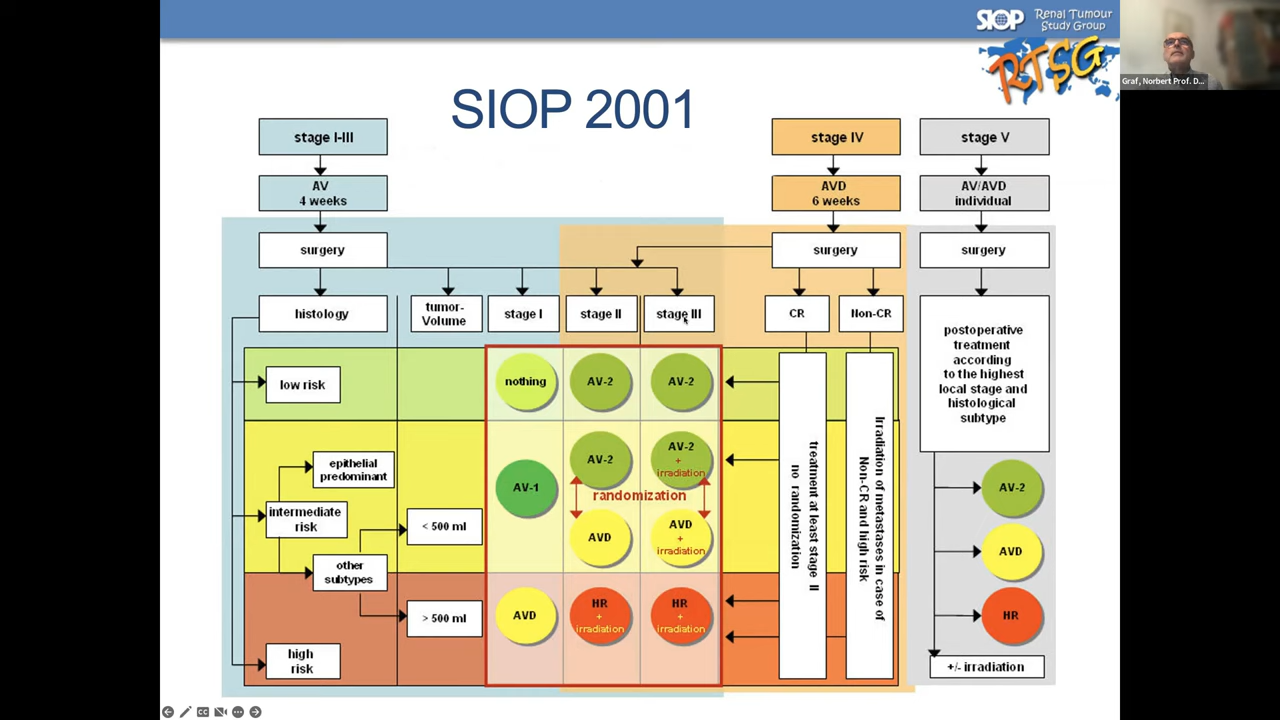 SIOP
Renal Tumour
Study Group
RTSG
Graf, Norbert Prof. D...
SIOP 2001
stage I-III
stage IV
stage V
AV
4 weeks
AVD
6 weeks
AV/AVD
individual
surgery
surgery
surgery
histology
tumor-
Volume
stage I
stage II
stage III
CR
Non-CR
postoperative
treatment
according
to the highest
local stage and
histological
subtype
low risk
nothing
AV-2
AV-2
epithelial
predominant
intermediate
risk
other
subtypes
< 500 ml
> 500 ml
AV-1
AV-2
AV-2
+ irradiation
randomization
AVD
AVD
+
irradiation
high
risk
AVD
HR
+
irradiation
HR
+
irradiation
treatment at least stage II
no randomization
Irradiation of metastases in case of
Non-CR and high risk
AV-2
AVD
HR
+/- irradiation
CC